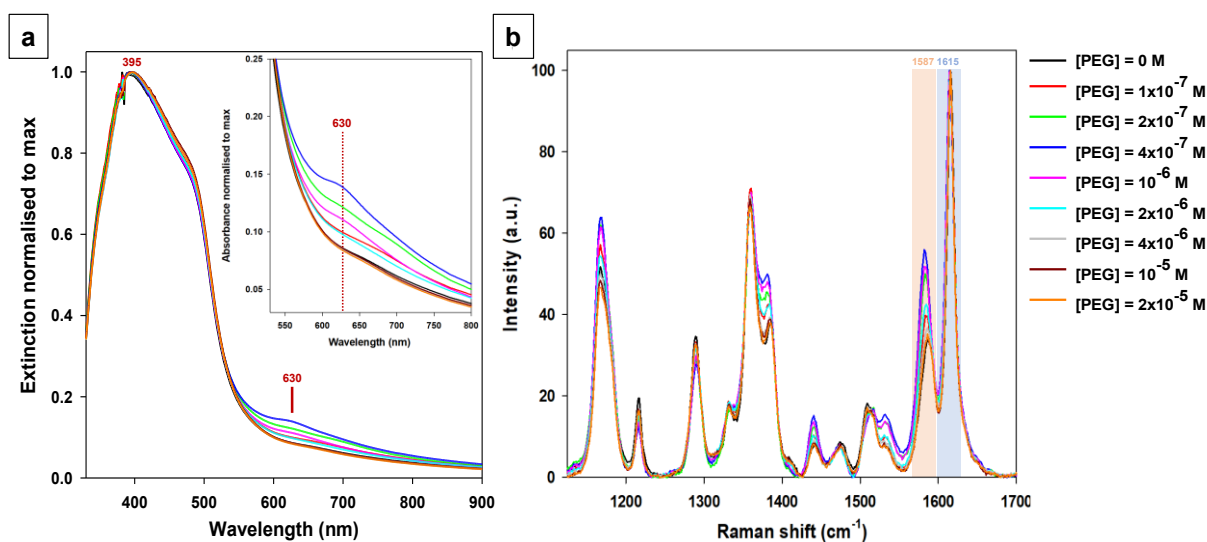 a
395
630
630
1.0
0.8
0.6
0.4
0.2
0.0
400
500
600
700
800
900
Wavelength (nm)
Extinction normalised to max
0.25
0.20
0.15
0.10
0.05
550
600
650
700
750
800
Wavelength (nm)
Absorbance normalised to max
b
1587
1615
100
80
60
40
20
0
1200
1300
1400
1500
1600
1700
Raman shift (cm⁻¹)
Intensity (a.u.)
[PEG] = 0 M
[PEG] = 1x10⁻⁷ M
[PEG] = 2x10⁻⁷ M
[PEG] = 4x10⁻⁷ M
[PEG] = 10⁻⁶ M
[PEG] = 2x10⁻⁶ M
[PEG] = 4x10⁻⁶ M
[PEG] = 10⁻⁵ M
[PEG] = 2x10⁻⁵ M